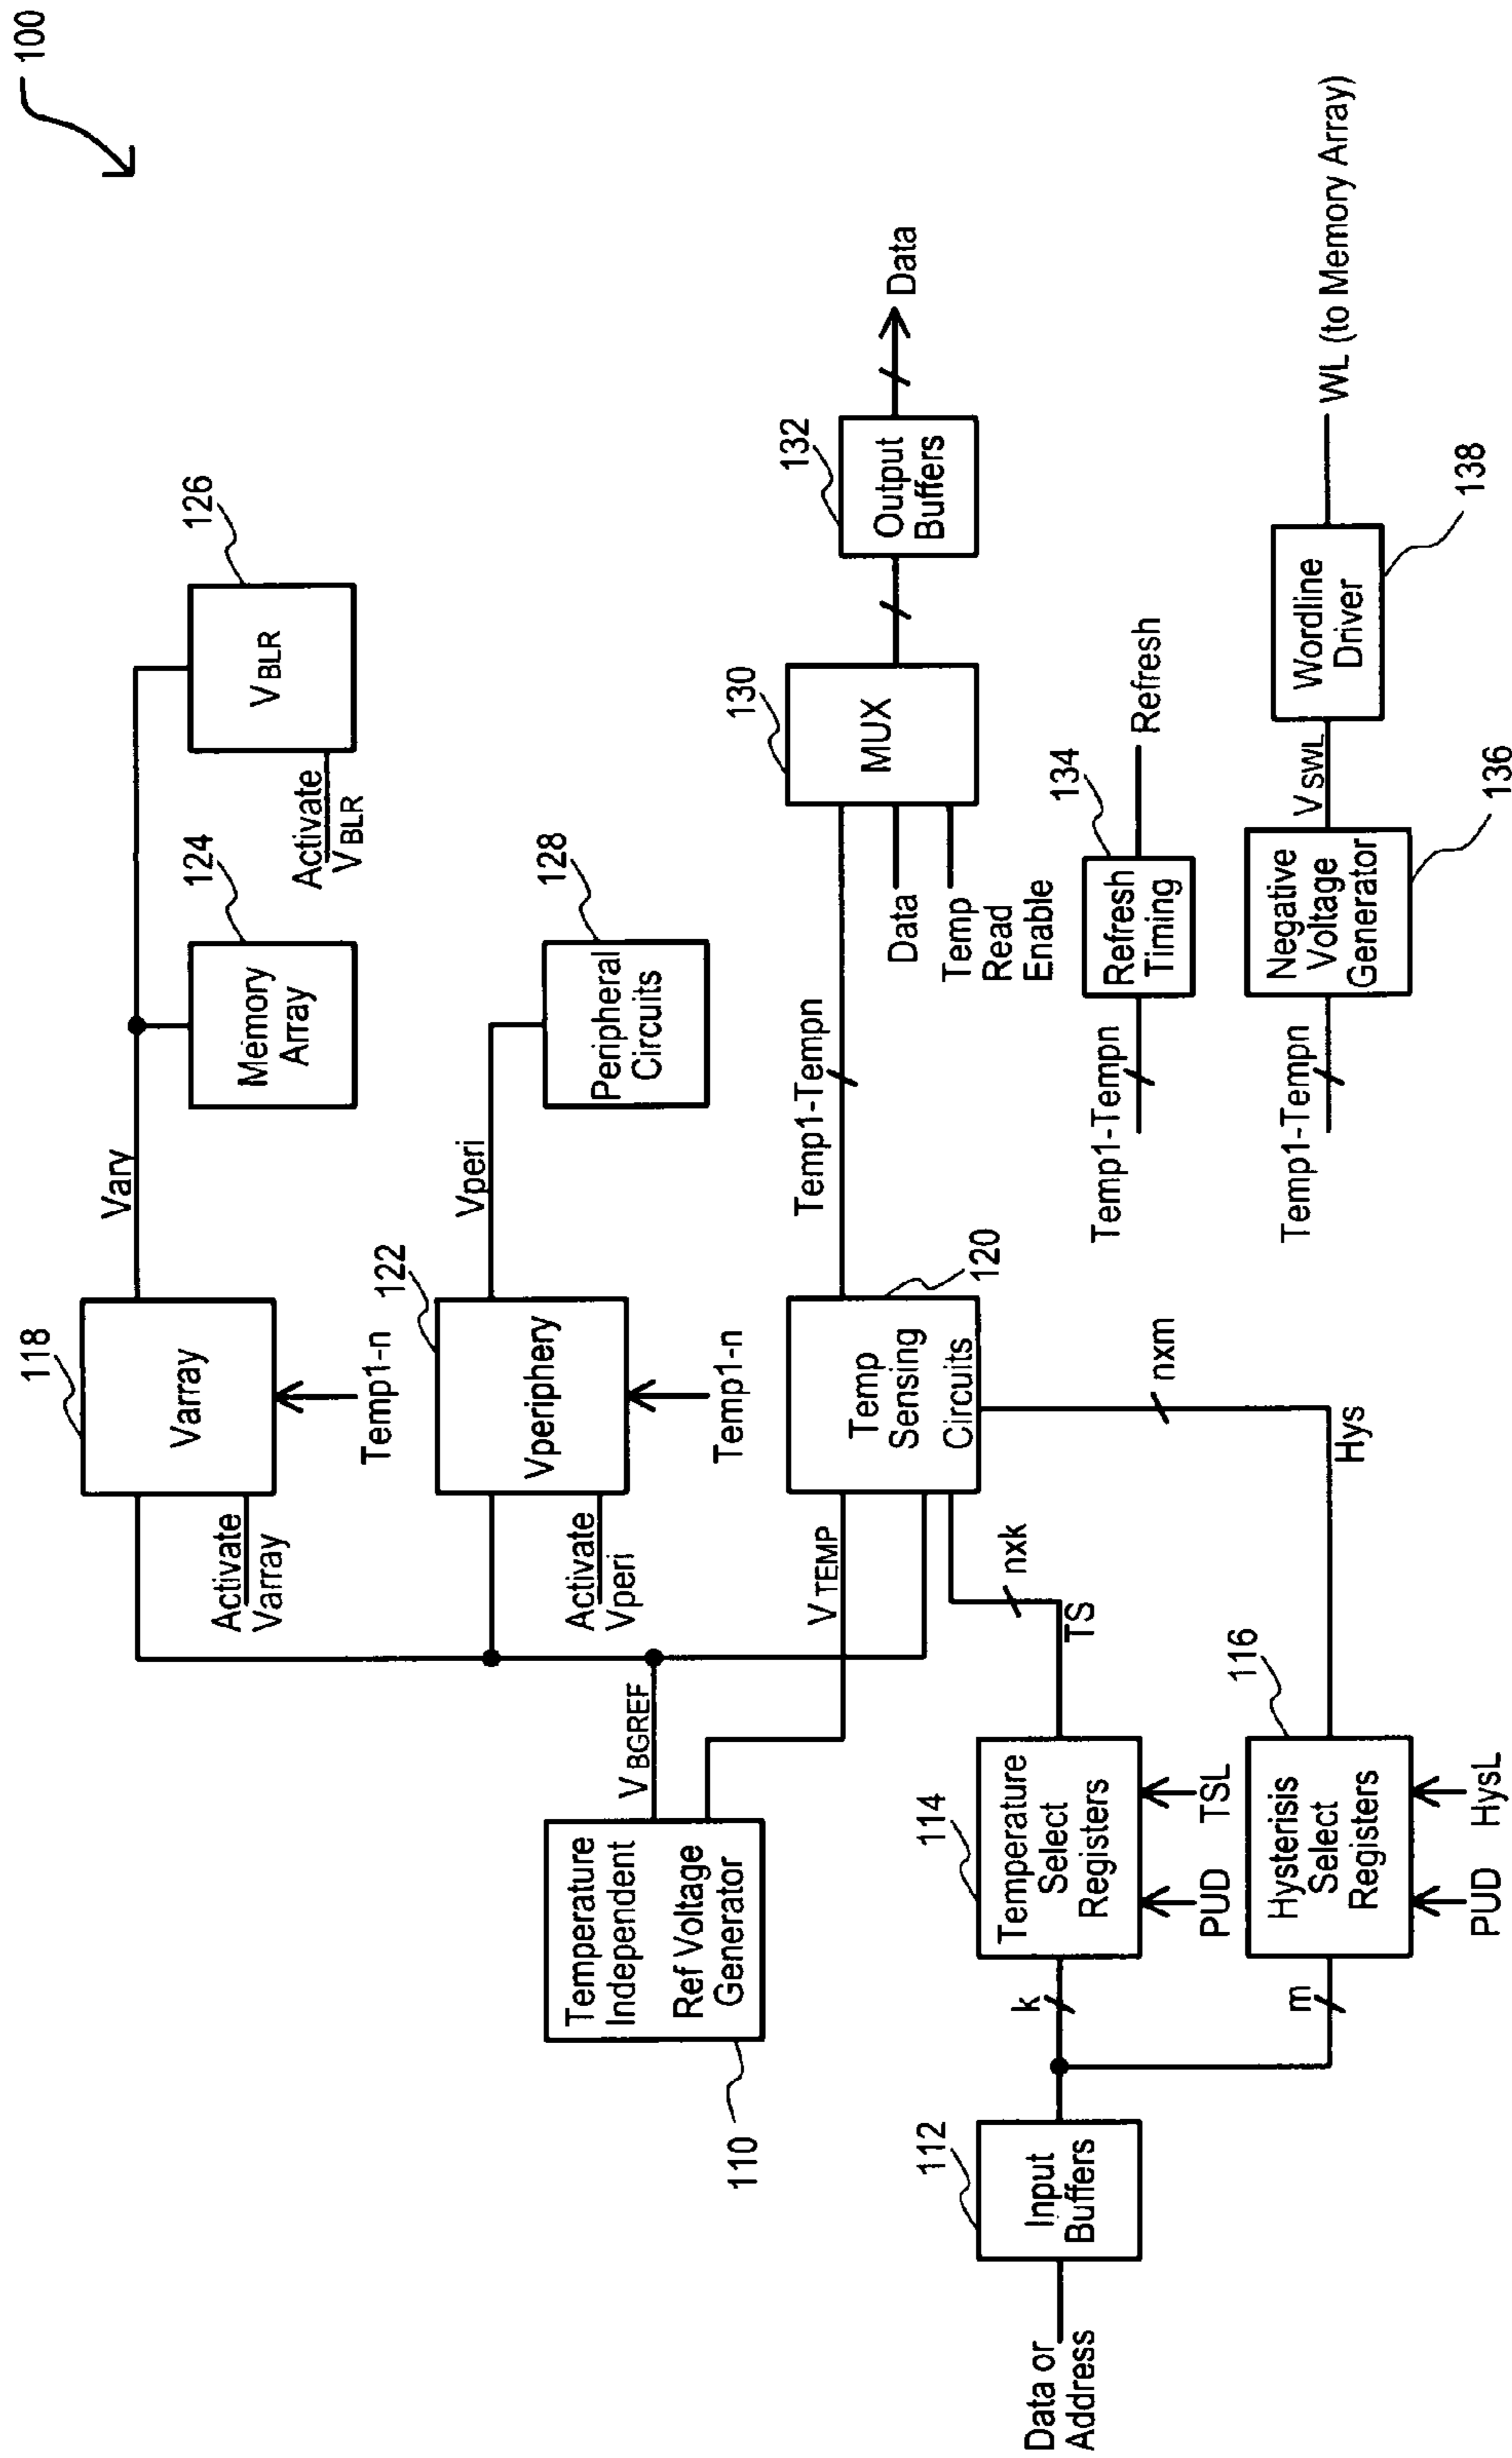 100
118
Varray
Activate
Varray
Temp1-n
Vary
124
Memory
Array
126
VBLR
Activate
VBLR
122
Vperiphery
Activate
Vperi
Temp1-n
Vperi
128
Peripheral
Circuits
110
Temperature
Independent
Ref Voltage
Generator
VBGREF
VTEMP
120
Temp
Sensing
Circuits
Temp1-Tempn
Data
Temp
Read
Enable
130
MUX
132
Output
Buffers
Data
Data or
Address
112
Input
Buffers
k
m
114
Temperature
Select
Registers
PUD
TSL
TS
nxk
116
Hysterisis
Select
Registers
PUD
HysL
Hys
nxm
Temp1-Tempn
134
Refresh
Timing
Refresh
Temp1-Tempn
136
Negative
Voltage
Generator
VSWL
138
Wordline
Driver
WL (to Memory Array)